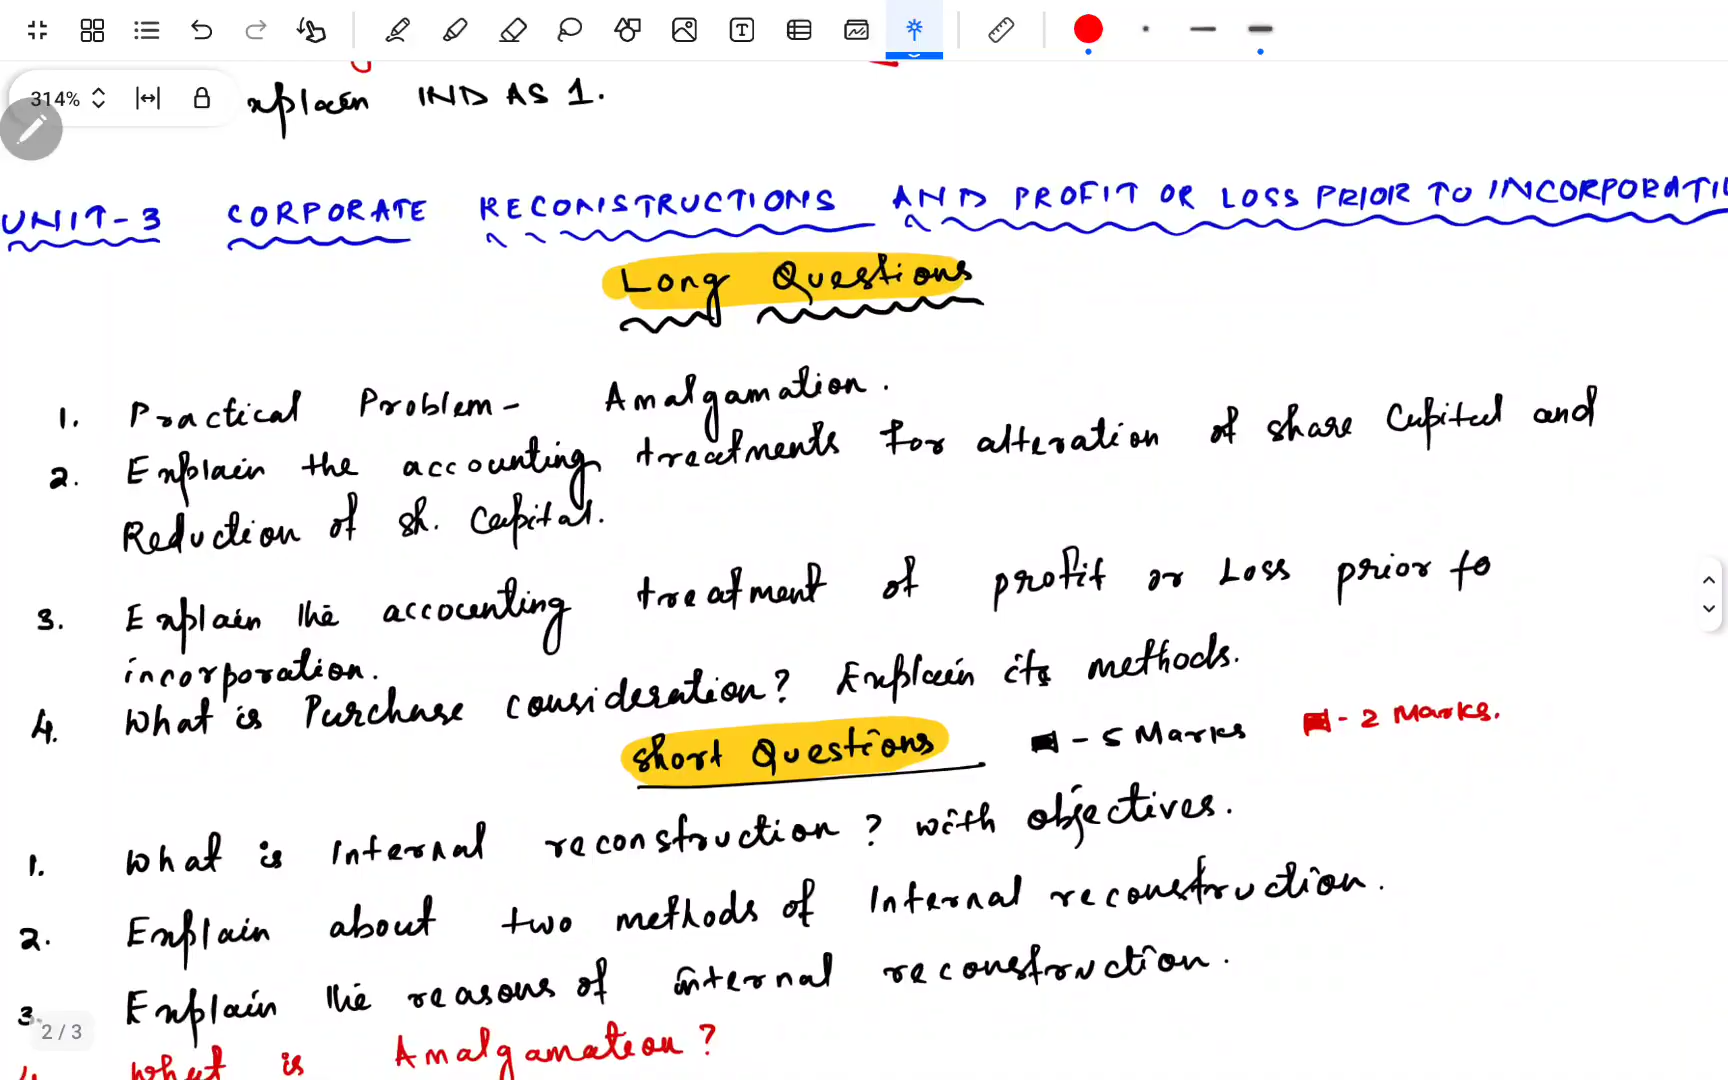 314%
xplain IND AS 1.
UNIT-3 CORPORATE RECONSTRUCTIONS AND PROFIT OR LOSS PRIOR TO INCORPORATI
Long Questions
1. Practical Problem - Amalgamation.
2. Explain the accounting treatments for alteration of share Capital and
Reduction of sh. Capital.
3. Explain the accounting treatment of profit or Loss prior to
incorporation.
4. What is Purchase consideration? Explain its methods.
Short Questions - 5 Marks - 2 Marks.
1. What is Internal reconstruction? with objectives.
2. Explain about two methods of Internal reconstruction.
3. Explain the reasons of internal reconstruction.
2 / 3
4. What is Amalgamation?